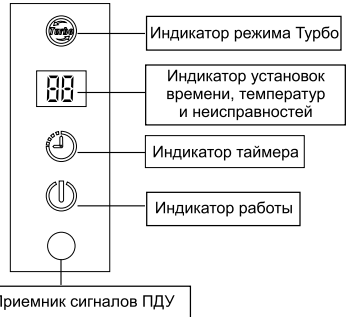 Turbo
Индикатор режима Турбо
88
Индикатор установок
времени, температур
и неисправностей
Индикатор таймера
Индикатор работы
Приемник сигналов ПДУ